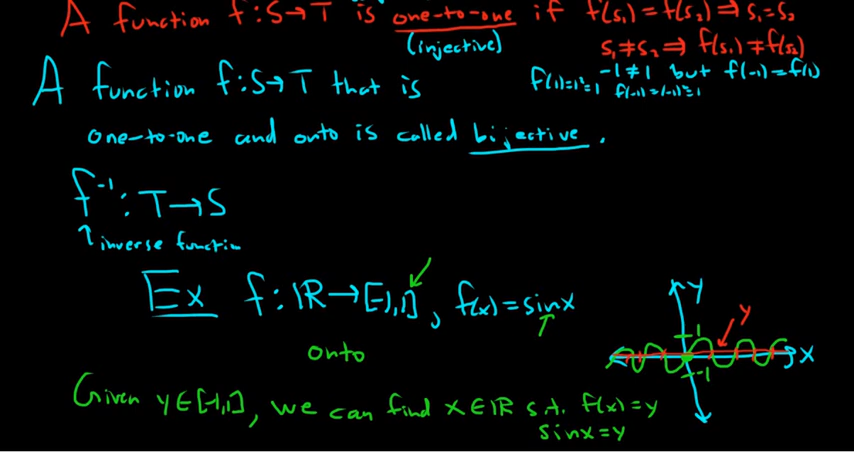 A function f:S→T is one-to-one if f(s₁)=f(s₂)⇒s₁=s₂
(injective) s₁≠s₂⇒f(s₁)≠f(s₂)
A function f:S→T that is
f(1)=1²=1 -1≠1 but f(-1)=f(1)
f(-1)=(-1)²=1
one-to-one and onto is called bijective.
f⁻¹:T→S
↑inverse function
Ex f:ℝ→[-1,1], f(x)=sinx
onto
Y
1
Y
X
-1
Given y∈[-1,1], we can find x∈ℝ s.t. f(x)=y
sinx=y